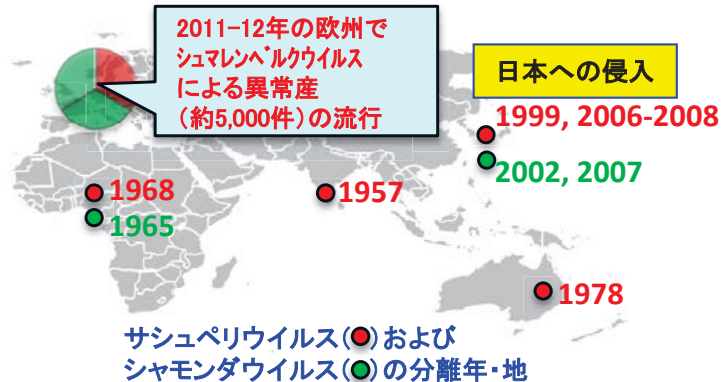 2011-12年の欧州で
シュマレンベルクウイルス
による異常産
(約5,000件)の流行
日本への侵入
1999, 2006-2008
2002, 2007
1968
1965
1957
1978
サシュペリウイルス(●)および
シャモンダウイルス(●)の分離年・地